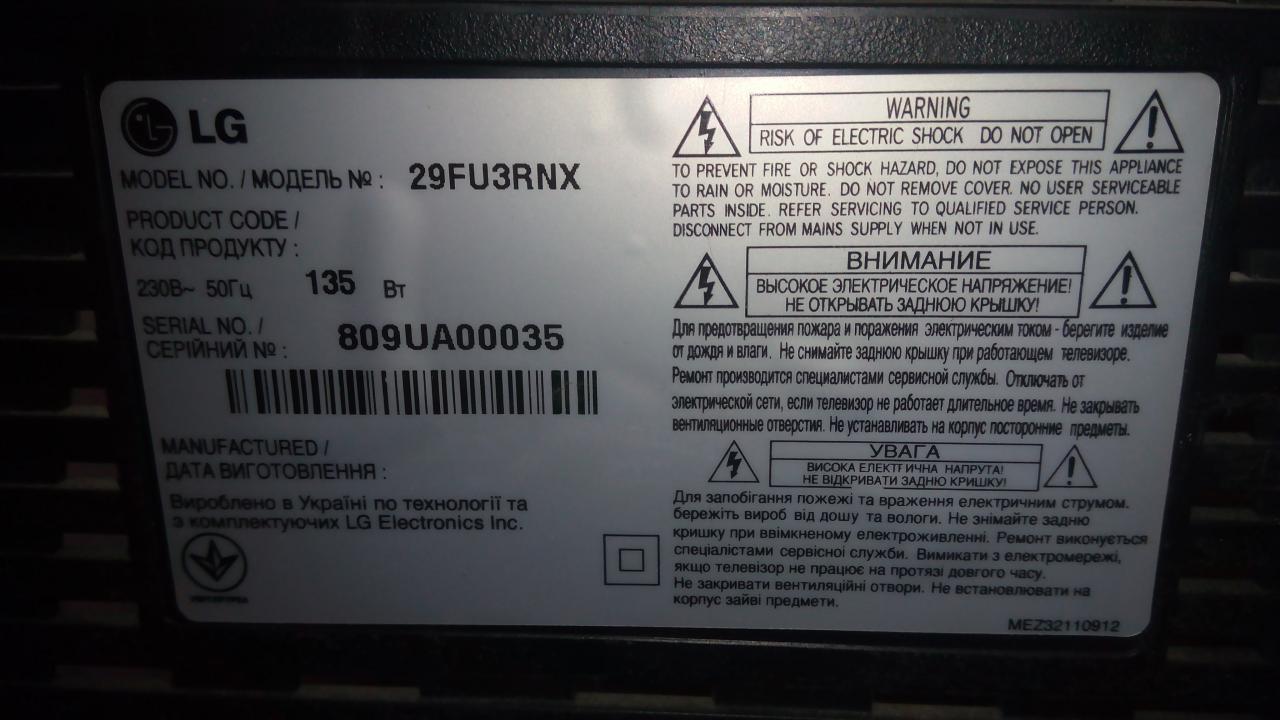 LG
MODEL NO. / МОДЕЛЬ № : 29FU3RNX
PRODUCT CODE /
КОД ПРОДУКТУ :
230В~ 50Гц 135 Вт
SERIAL NO. /
СЕРІЙНИЙ № : 809UA00035
MANUFACTURED /
ДАТА ВИГОТОВЛЕННЯ :
Вироблено в Україні по технології та
з комплектуючих LG Electronics Inc.
WARNING
RISK OF ELECTRIC SHOCK DO NOT OPEN
TO PREVENT FIRE OR SHOCK HAZARD, DO NOT EXPOSE THIS APPLIANCE
TO RAIN OR MOISTURE. DO NOT REMOVE COVER. NO USER SERVICEABLE
PARTS INSIDE. REFER SERVICING TO QUALIFIED SERVICE PERSON.
DISCONNECT FROM MAINS SUPPLY WHEN NOT IN USE.
ВНИМАНИЕ
ВЫСОКОЕ ЭЛЕКТРИЧЕСКОЕ НАПРЯЖЕНИЕ!
НЕ ОТКРЫВАТЬ ЗАДНЮЮ КРЫШКУ!
Для предотвращения пожара и поражения электрическим током - берегите изделие
от дождя и влаги. Не снимайте заднюю крышку при работающем телевизоре.
Ремонт производится специалистами сервисной службы. Отключать от
электрической сети, если телевизор не работает длительное время. Не закрывать
вентиляционные отверстия. Не устанавливать на корпус посторонние предметы.
УВАГА
ВИСОКА ЕЛЕКТРИЧНА НАПРУГА!
НЕ ВІДКРИВАТИ ЗАДНЮ КРИШКУ!
Для запобігання пожежі та враження електричним струмом.
бережіть вироб від дошу та вологи. Не знімайте задню
кришку при ввімкненому електроживленні. Ремонт виконується
спеціалістами сервісної служби. Вимикати з електромережі,
якщо телевізор не працює на протязі довгого часу.
Не закривати вентиляційні отвори. Не встановлювати на
корпус зайві предмети.
MEZ32110912